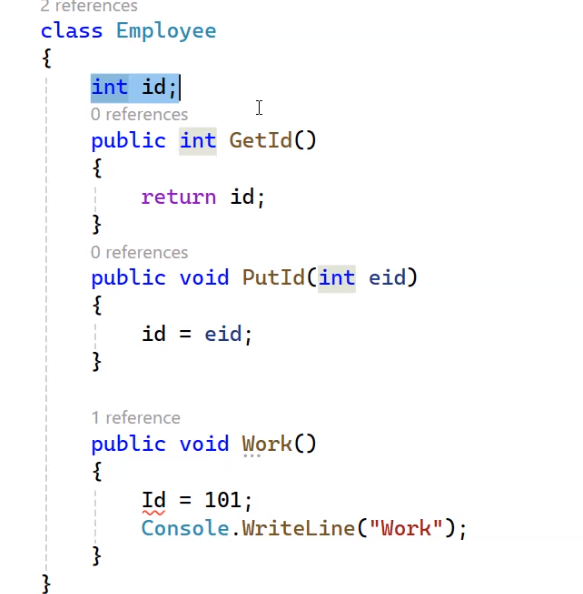 2 references
class Employee
{
int id;
0 references
public int GetId()
{
return id;
}
0 references
public void PutId(int eid)
{
id = eid;
}
1 reference
public void Work()
{
Id = 101;
Console.WriteLine("Work");
}
}